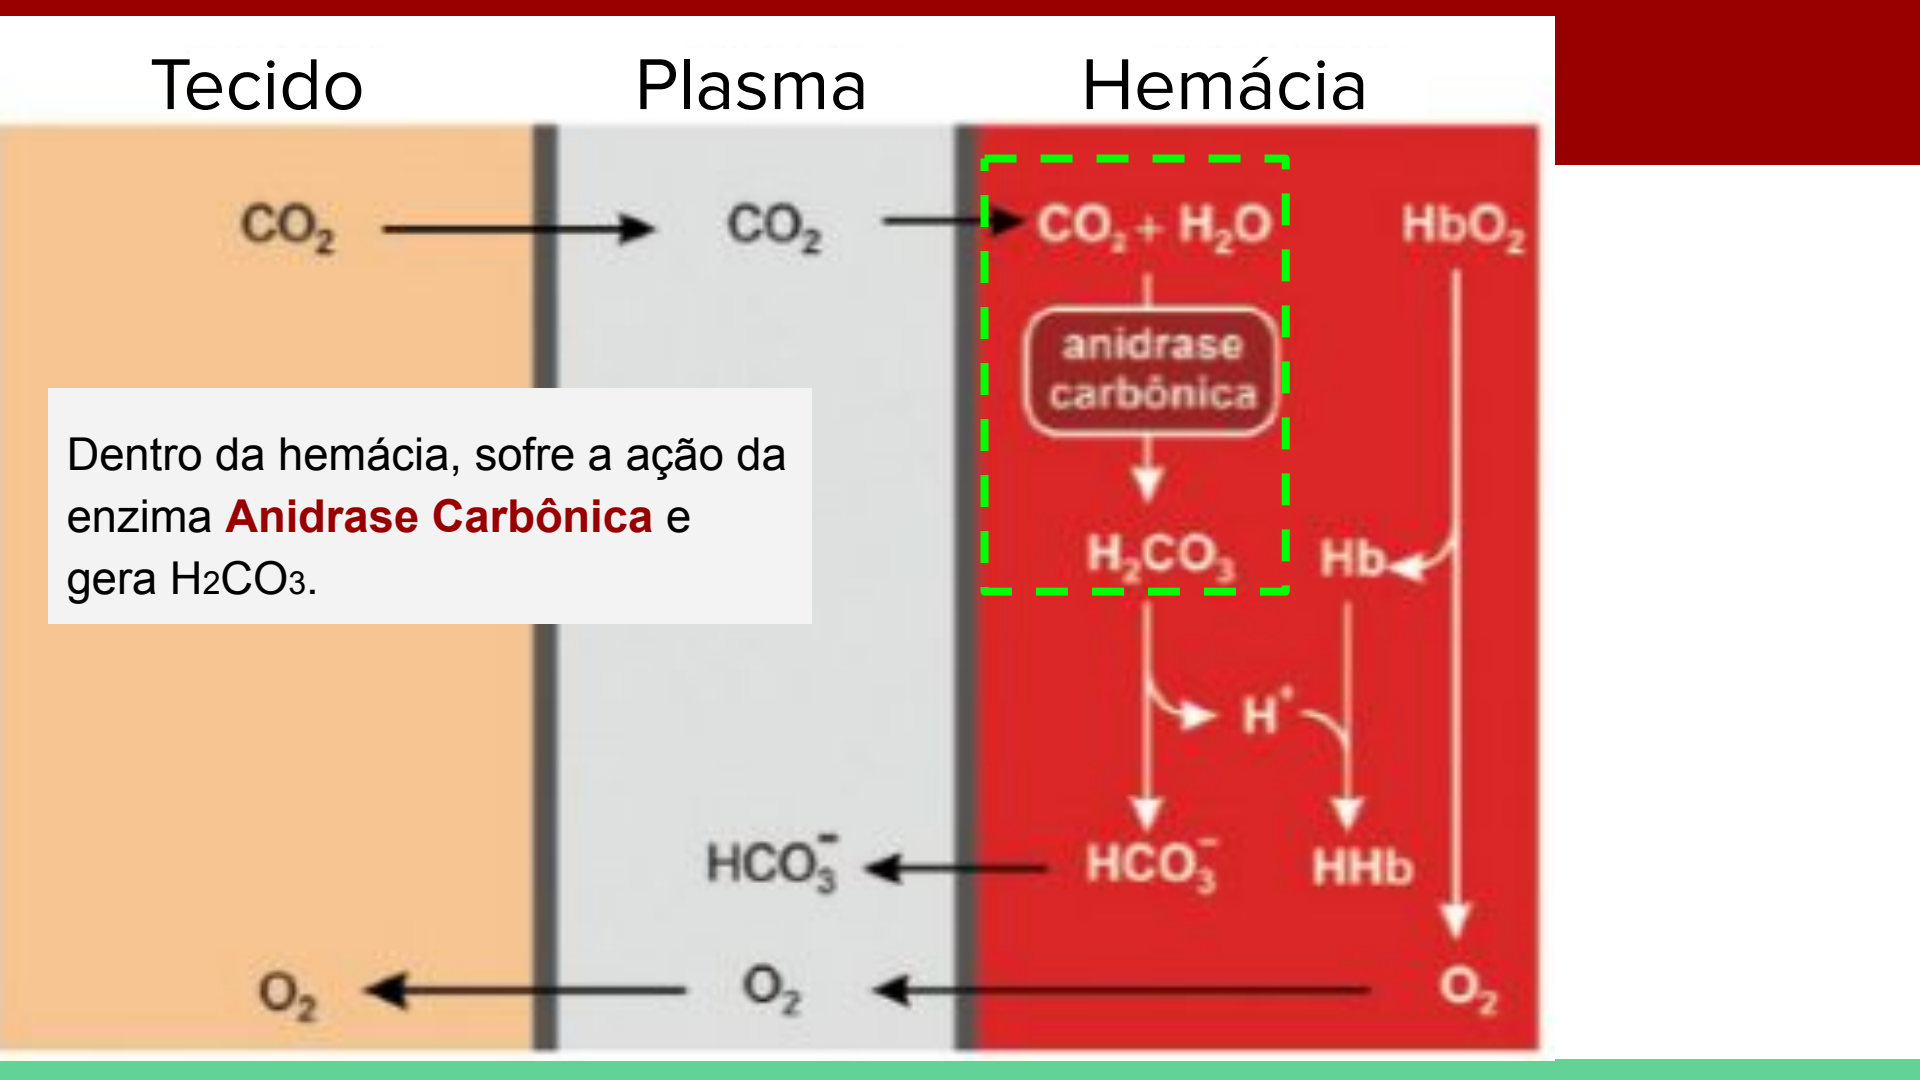 Tecido Plasma Hemácia
CO₂ CO₂ CO₂ + H₂O HbO₂
anidrase
carbônica
Dentro da hemácia, sofre a ação da
enzima Anidrase Carbônica e
gera H₂CO₃.
H₂CO₃ Hb
H⁺
HCO₃⁻ HCO₃⁻ HHb
O₂ O₂ O₂